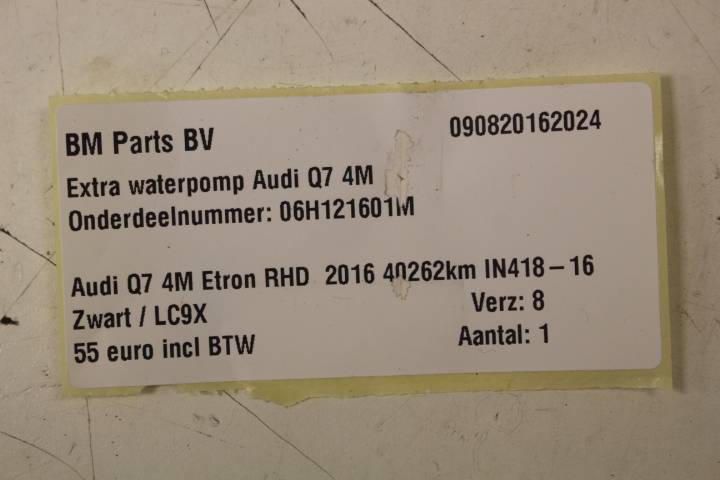 BM Parts BV 090820162024
Extra waterpomp Audi Q7 4M
Onderdeelnummer: 06H121601M
Audi Q7 4M Etron RHD 2016 40262km IN418-16
Zwart / LC9X Verz: 8
55 euro incl BTW Aantal: 1